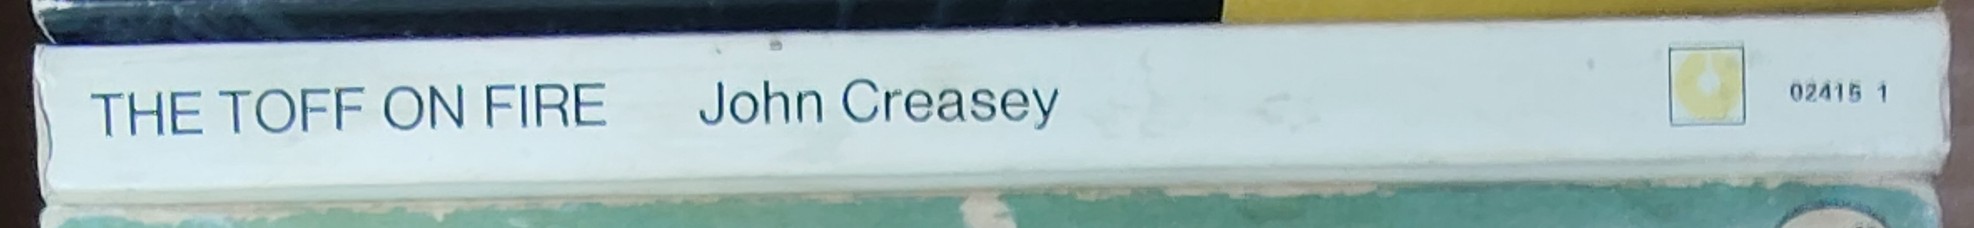 THE TOFF ON FIRE John Creasey 02415 1